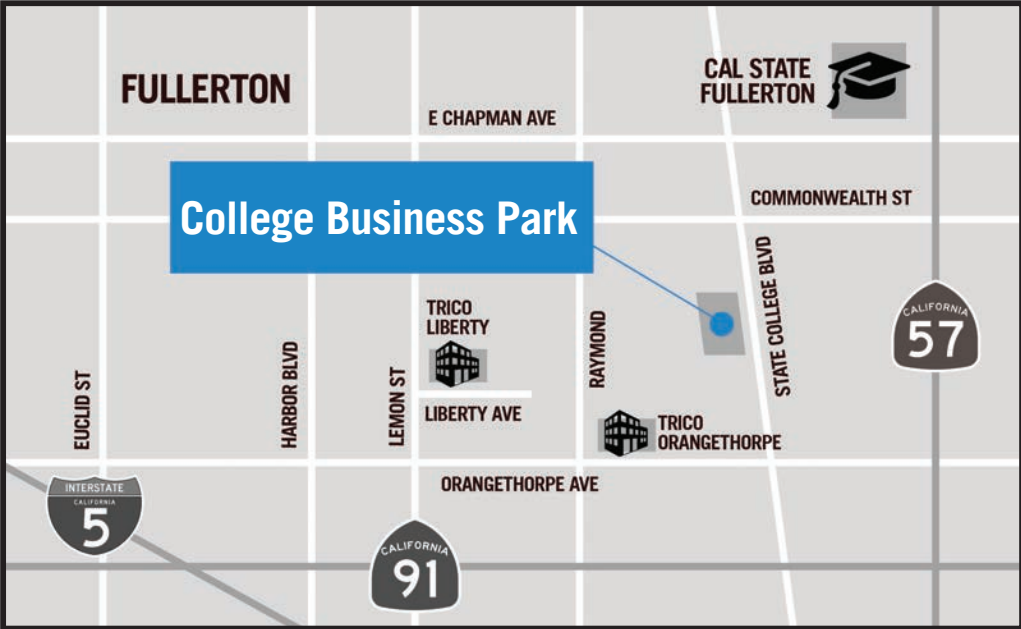 FULLERTON
CAL STATE
FULLERTON
E CHAPMAN AVE
COMMONWEALTH ST
College Business Park
TRICO
LIBERTY
CALIFORNIA
57
EUCLID ST
HARBOR BLVD
LEMON ST
RAYMOND
STATE COLLEGE BLVD
LIBERTY AVE
TRICO
ORANGETHORPE
ORANGETHORPE AVE
INTERSTATE
CALIFORNIA
5
CALIFORNIA
91